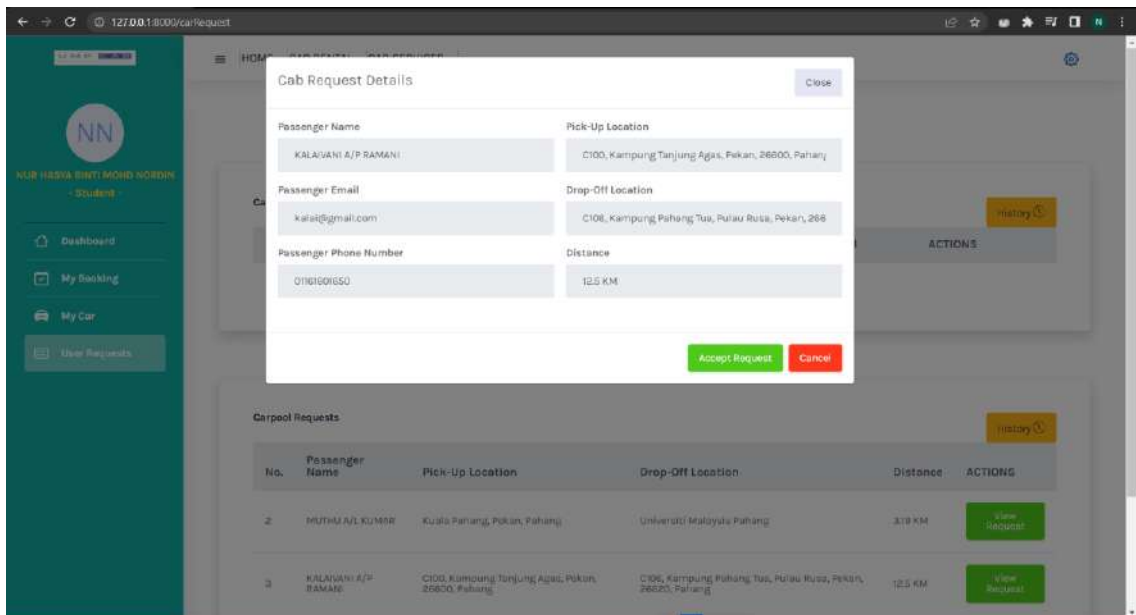 127.0.0.1:8000/carRequest
N
HOME CAR RENTAL CAR SERVICES
Cab Request Details
Close
NN
NUR HASYA BINTI MOHD NORDIN
- Student -
Passenger Name
Pick-Up Location
KALAIVANI A/P RAMANI
C100, Kampung Tanjung Agas, Pekan, 26600, Pahang
Passenger Email
Drop-Off Location
kalai@gmail.com
C106, Kampung Pahang Tua, Pulau Rusa, Pekan, 266
History
Dashboard
ACTIONS
Passenger Phone Number
Distance
My Booking
01161601650
12.5 KM
My Car
User Requests
Accept Request
Cancel
Carpool Requests
History
No.
Passenger Name
Pick-Up Location
Drop-Off Location
Distance
ACTIONS
2
MUTHU A/L KUMAR
Kuala Pahang, Pekan, Pahang
Universiti Malaysia Pahang
3.19 KM
View Request
3
KALAIVANI A/P RAMANI
C100, Kampung Tanjung Agas, Pekan, 26600, Pahang
C106, Kampung Pahang Tua, Pulau Rusa, Pekan, 26620, Pahang
12.5 KM
View Request